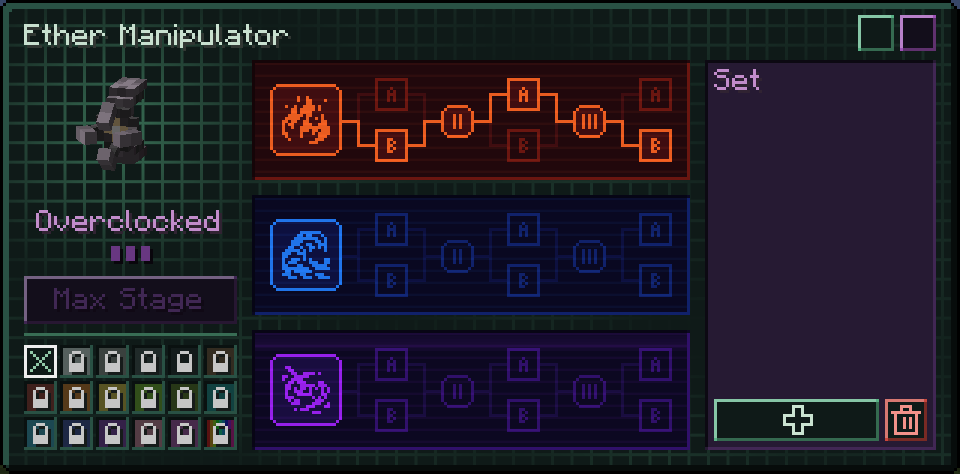 Ether Manipulator
Set
A A A
II III
B B B
Overclocked
A A A
II III
B B B
Max Stage
A A A
II III
B B B